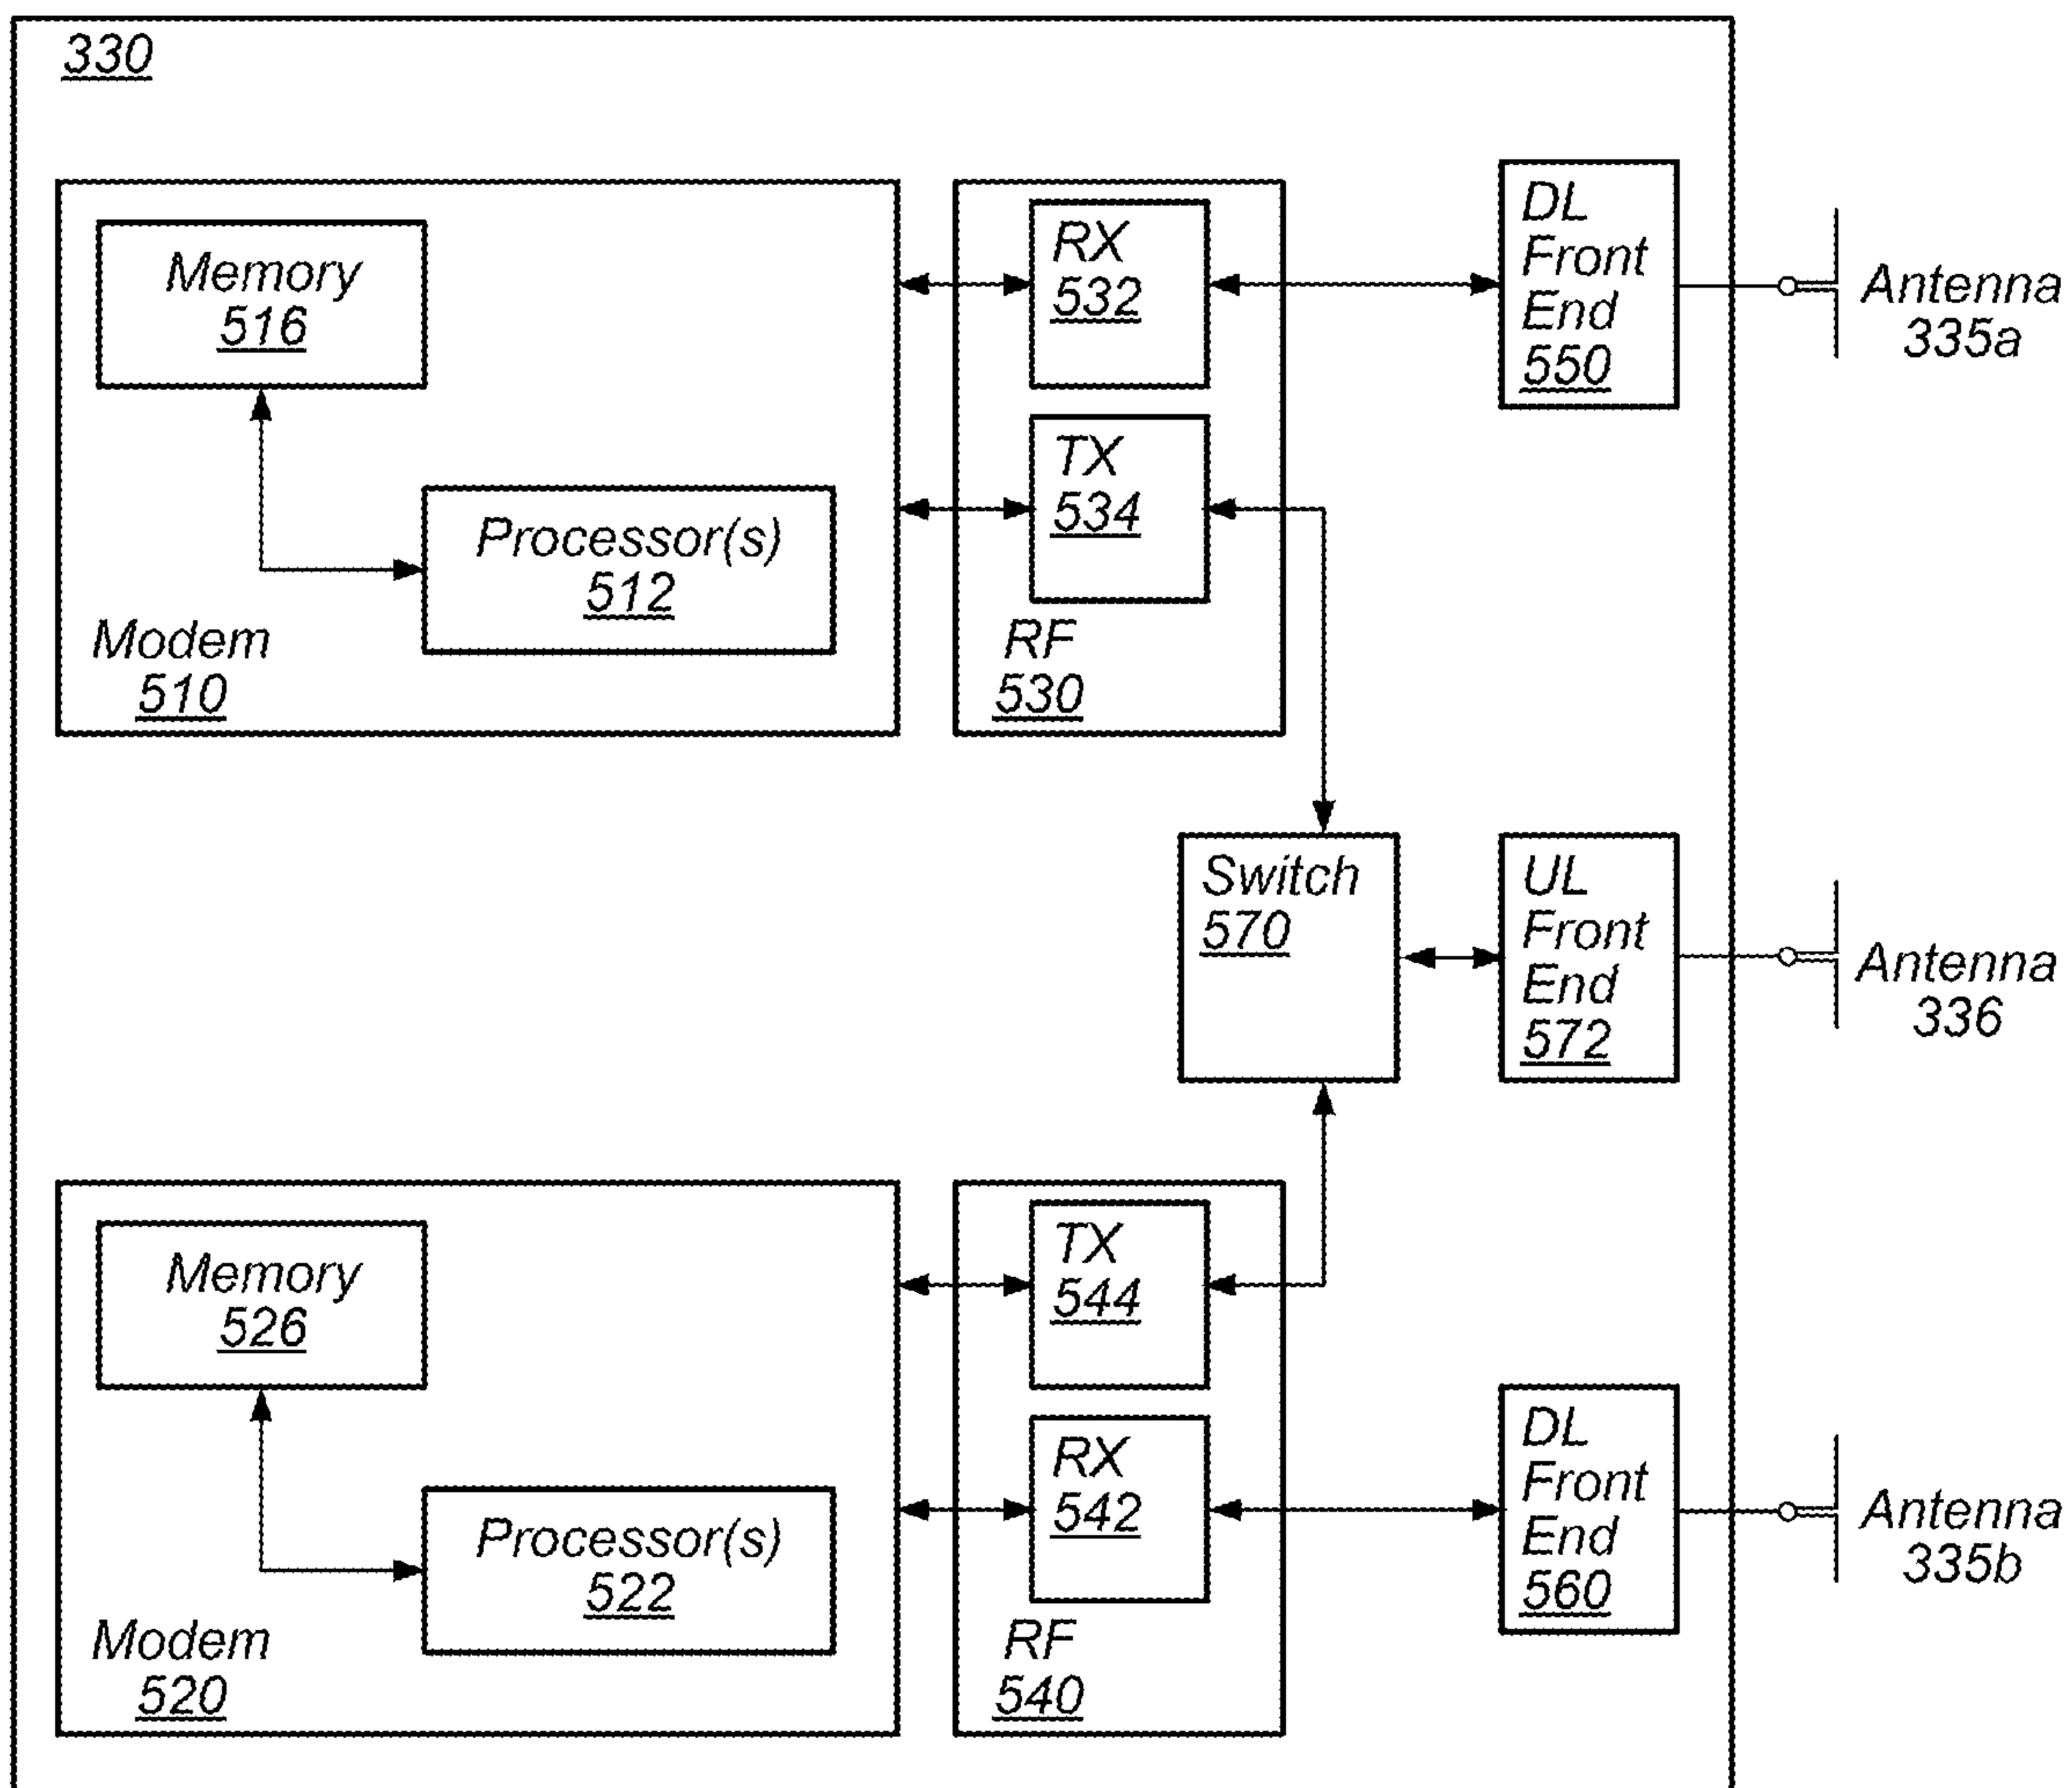 330
Memory
516
Processor(s)
512
Modem
510
RX
532
TX
534
RF
530
DL
Front
End
550
Antenna
335a
Switch
570
UL
Front
End
572
Antenna
336
Memory
526
Processor(s)
522
Modem
520
TX
544
RX
542
RF
540
DL
Front
End
560
Antenna
335b